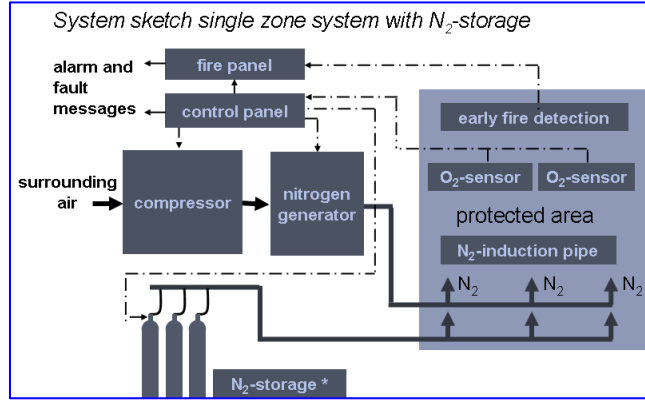 System sketch single zone system with N₂-storage
alarm and
fault
messages
fire panel
control panel
early fire detection
surrounding
air
compressor
nitrogen
generator
O₂-sensor
O₂-sensor
protected area
N₂-induction pipe
N₂
N₂
N₂
N₂-storage *